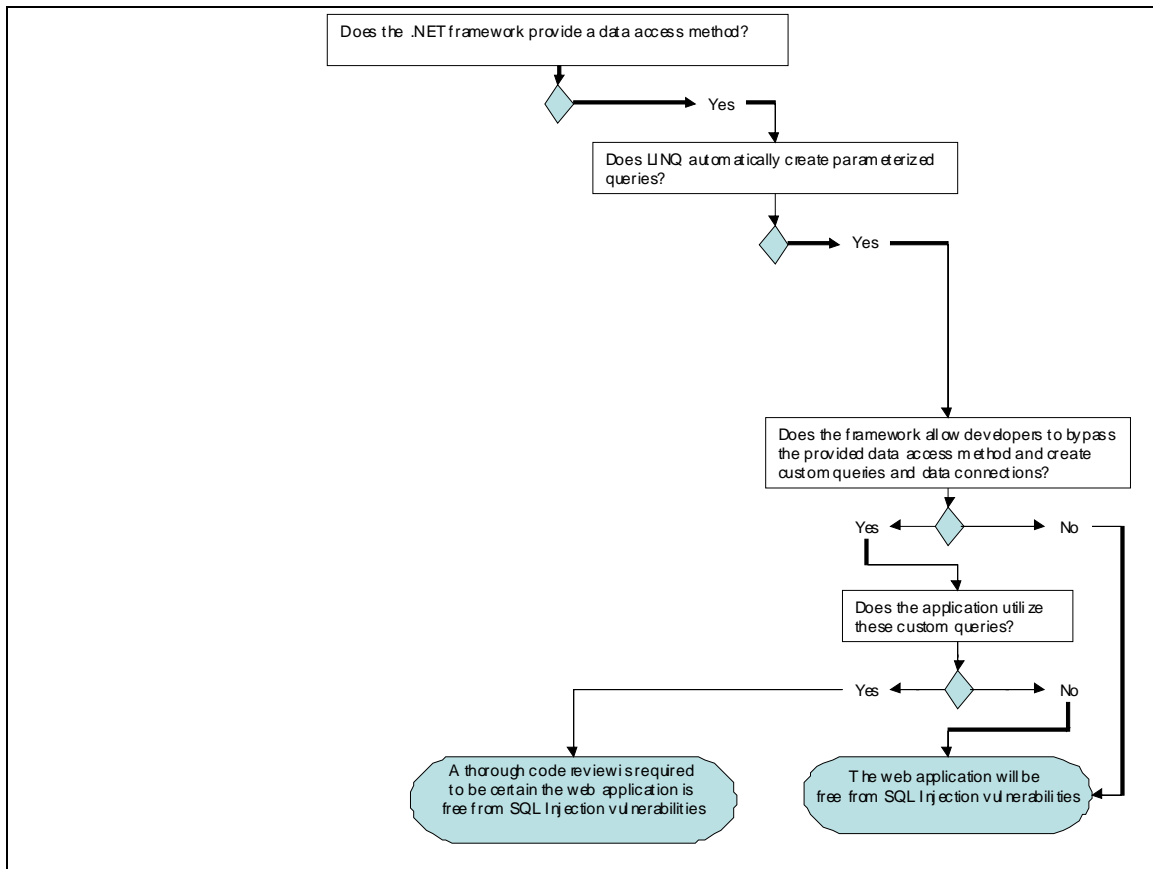 Does the .NET framework provide a data access method?
Yes
Does LINQ automatically create parameterized
queries?
Yes
Does the framework allow developers to bypass
the provided data access method and create
custom queries and data connections?
Yes
No
Does the application utilize
these custom queries?
Yes
No
A thorough code review is required
to be certain the web application is
free from SQL Injection vulnerabilities
The web application will be
free from SQL Injection vulnerabilities